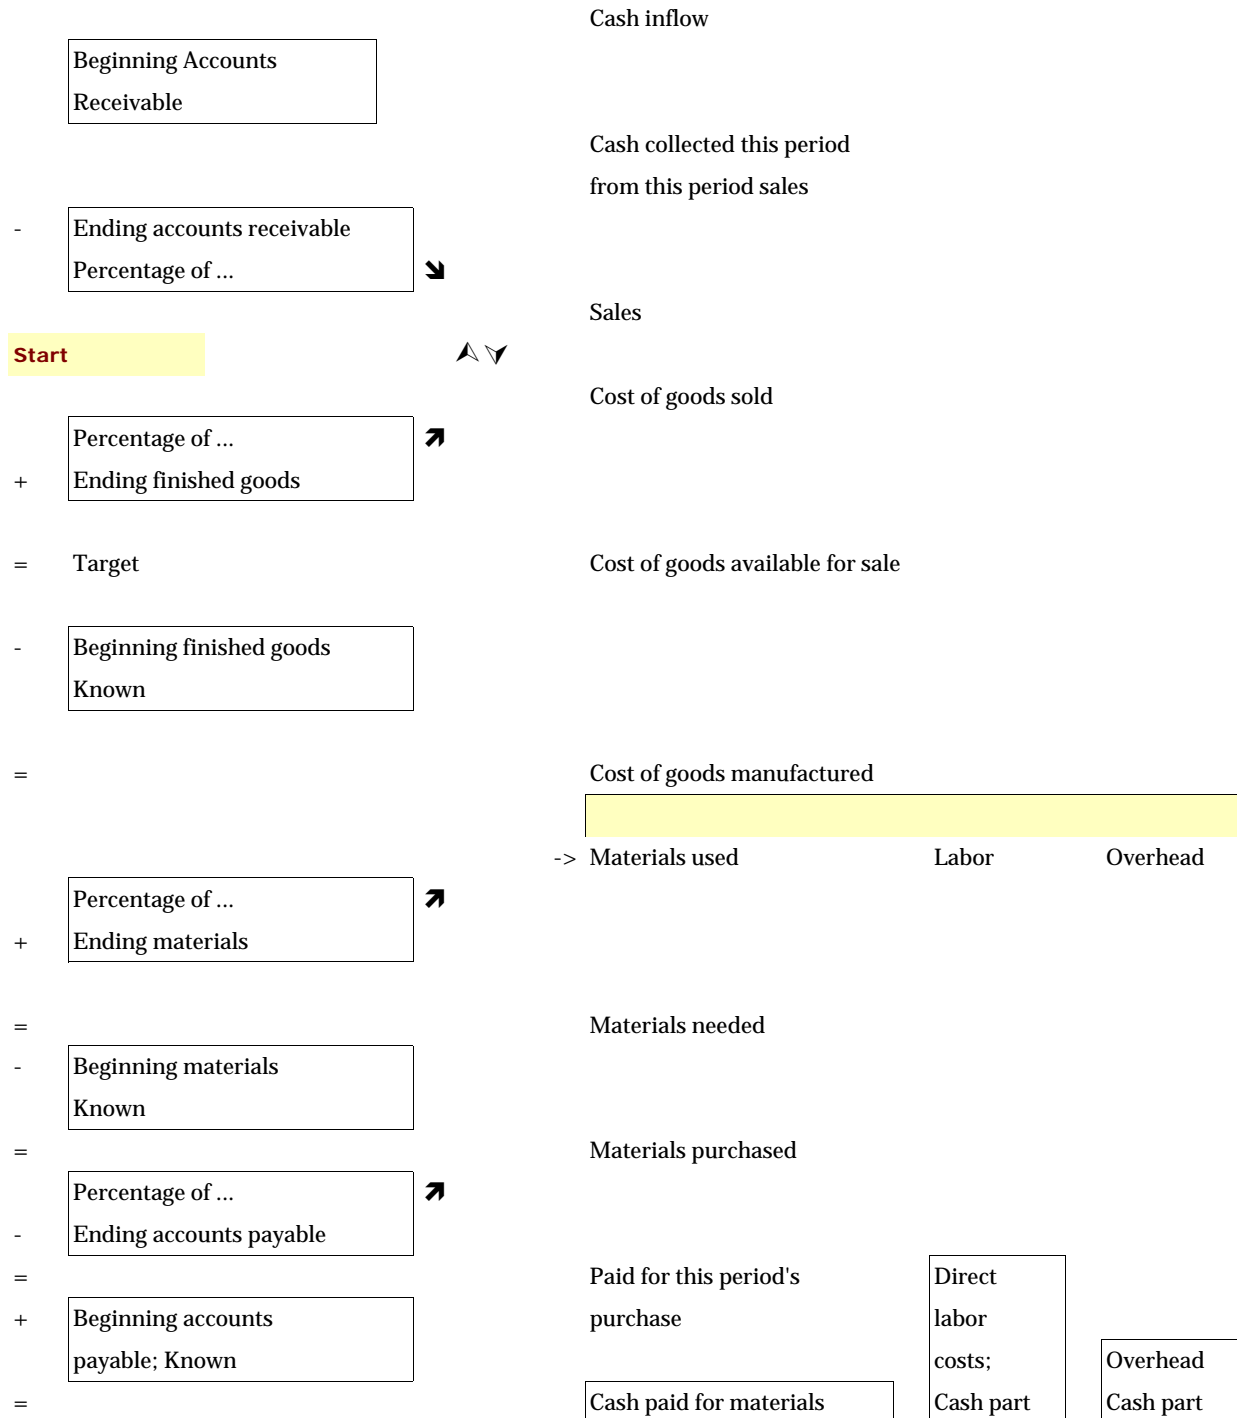 Cash inflow
Beginning Accounts
Receivable
Cash collected this period
from this period sales
- Ending accounts receivable
Percentage of ... 🡾
Sales
Start ⮝⮟
Cost of goods sold
Percentage of ... 🡽
+ Ending finished goods
= Target Cost of goods available for sale
- Beginning finished goods
Known
= Cost of goods manufactured
-> Materials used Labor Overhead
Percentage of ... 🡽
+ Ending materials
= Materials needed
- Beginning materials
Known
= Materials purchased
Percentage of ... 🡽
- Ending accounts payable
= Paid for this period's Direct
+ Beginning accounts purchase labor
payable; Known costs; Overhead
= Cash paid for materials Cash part Cash part